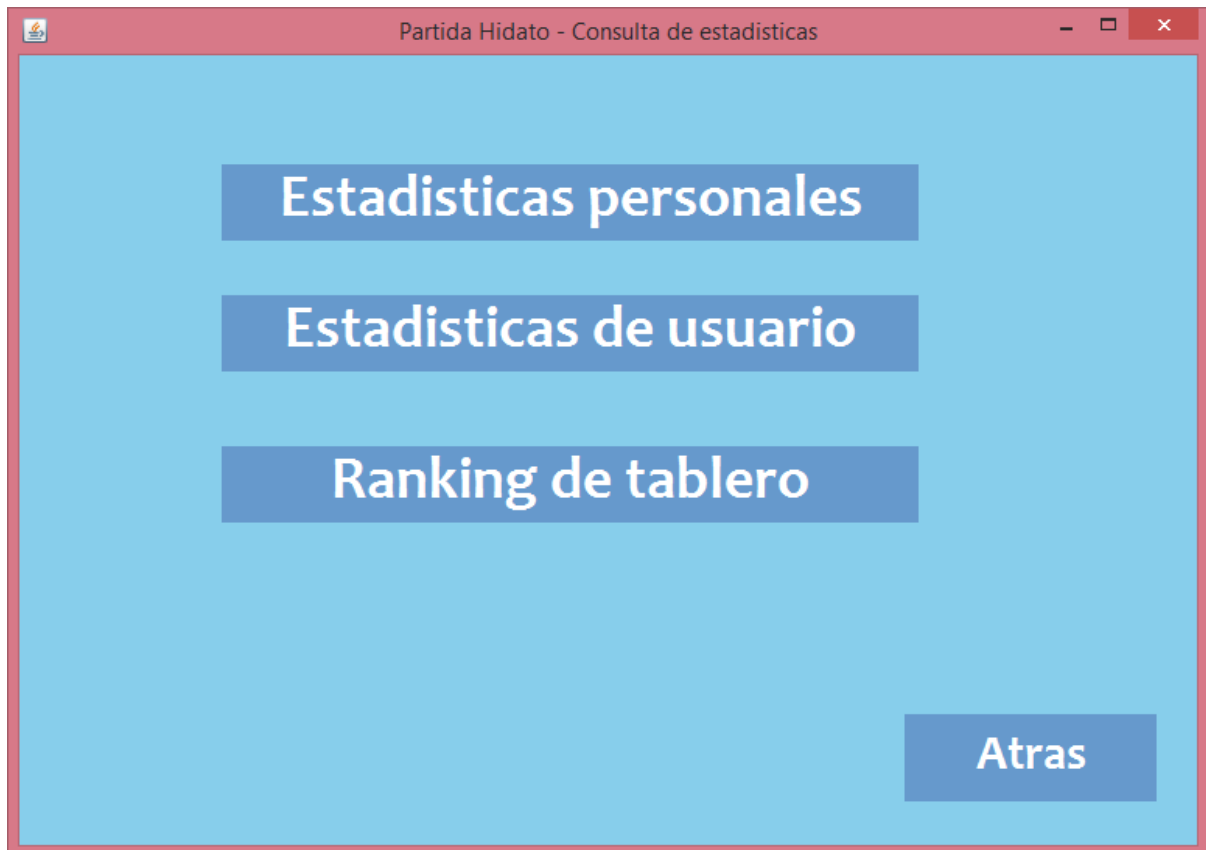 Partida Hidato - Consulta de estadisticas
Estadisticas personales
Estadisticas de usuario
Ranking de tablero
Atras